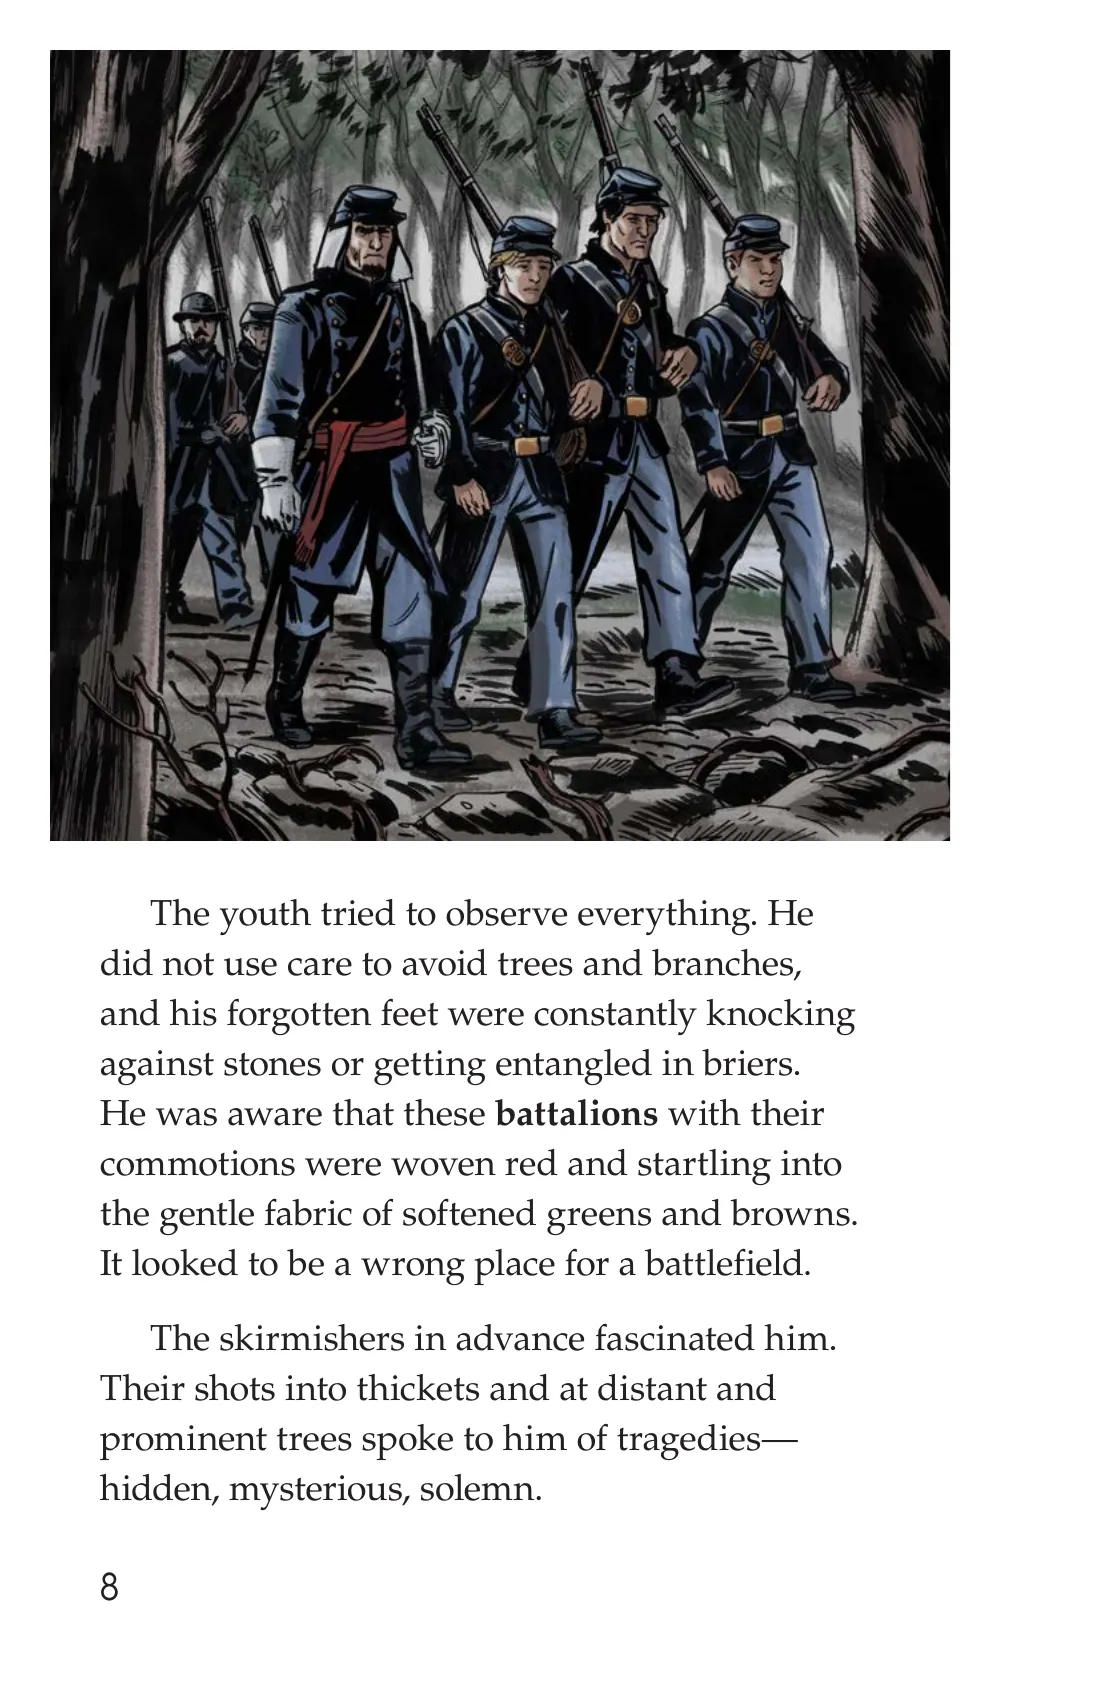 The youth tried to observe everything. He
did not use care to avoid trees and branches,
and his forgotten feet were constantly knocking
against stones or getting entangled in briers.
He was aware that these battalions with their
commotions were woven red and startling into
the gentle fabric of softened greens and browns.
It looked to be a wrong place for a battlefield.
The skirmishers in advance fascinated him.
Their shots into thickets and at distant and
prominent trees spoke to him of tragedies—
hidden, mysterious, solemn.
8